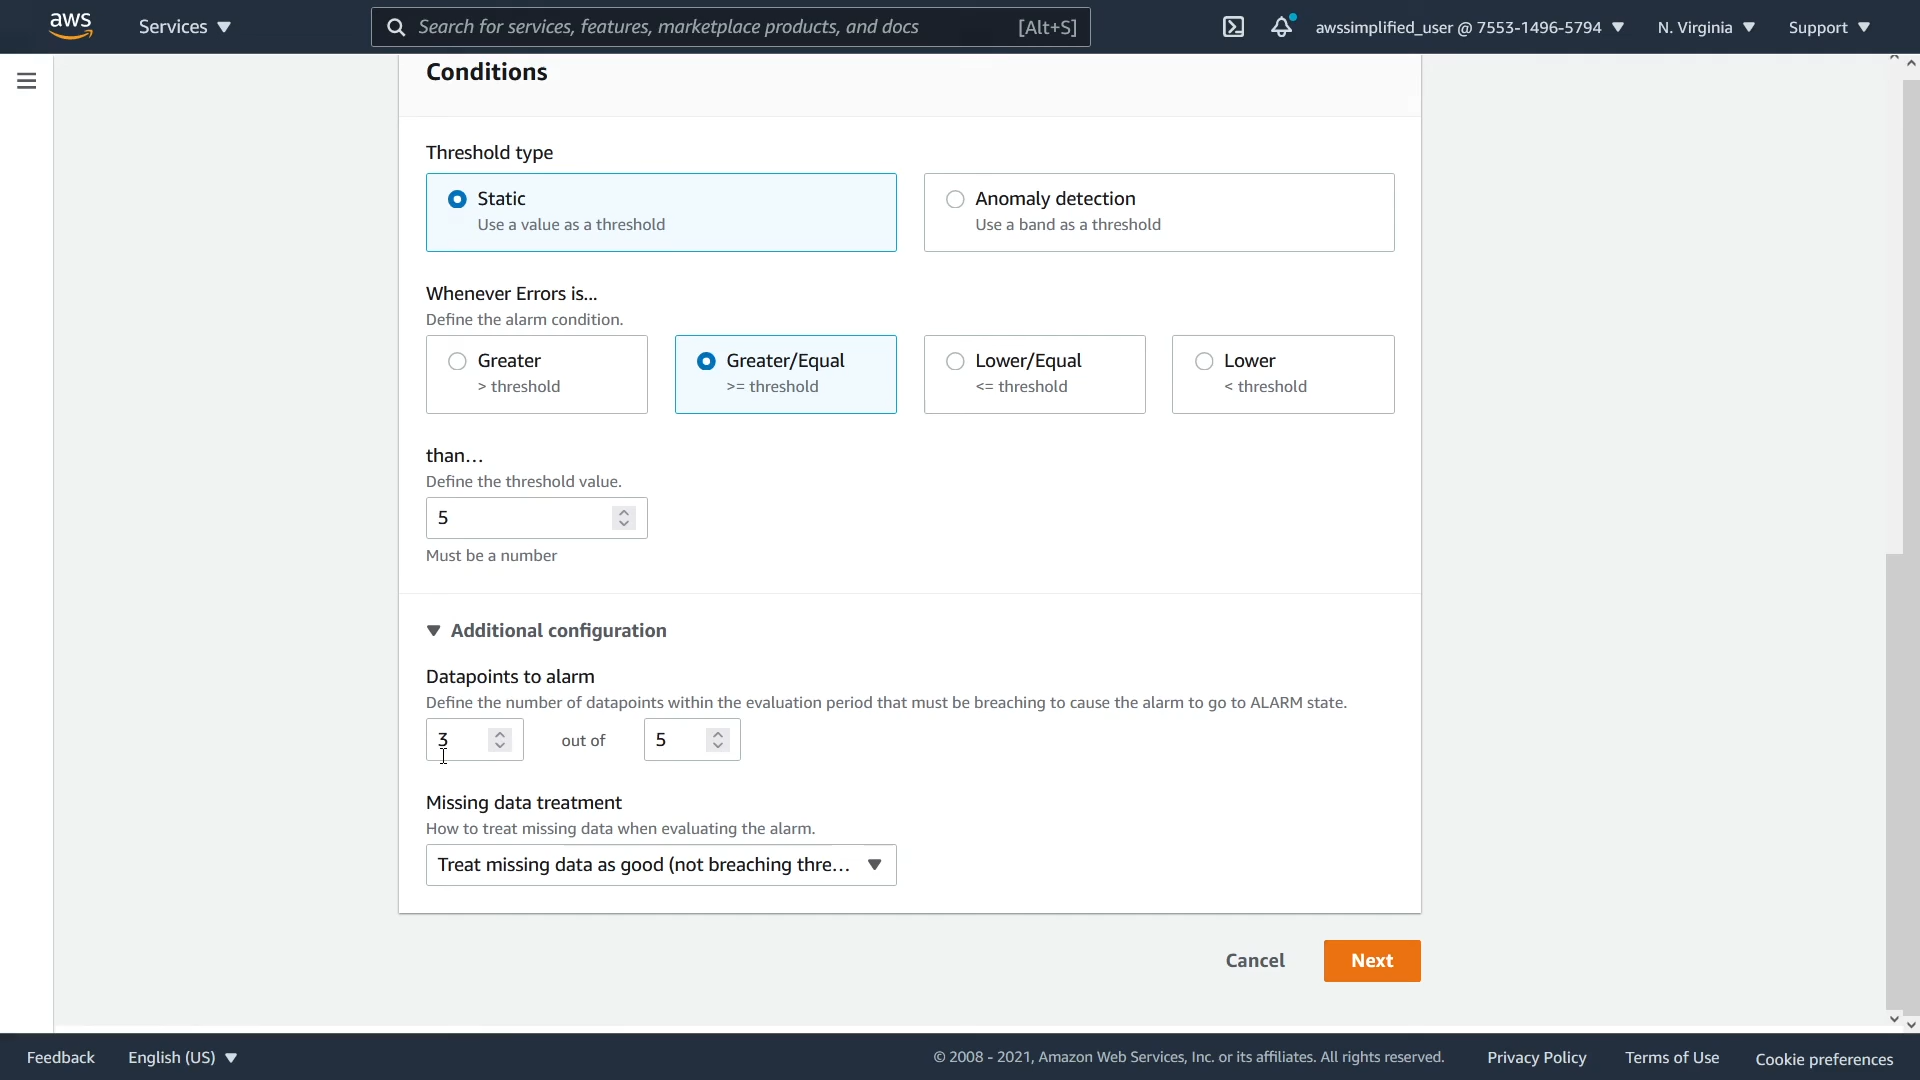 aws
Services
Search for services, features, marketplace products, and docs [Alt+S]
awssimplified_user @ 7553-1496-5794
N. Virginia
Support
Conditions
Threshold type
Static
Use a value as a threshold
Anomaly detection
Use a band as a threshold
Whenever Errors is...
Define the alarm condition.
Greater
> threshold
Greater/Equal
>= threshold
Lower/Equal
<= threshold
Lower
< threshold
than…
Define the threshold value.
5
Must be a number
Additional configuration
Datapoints to alarm
Define the number of datapoints within the evaluation period that must be breaching to cause the alarm to go to ALARM state.
3 out of 5
Missing data treatment
How to treat missing data when evaluating the alarm.
Treat missing data as good (not breaching thre…
Cancel
Next
Feedback
English (US)
© 2008 - 2021, Amazon Web Services, Inc. or its affiliates. All rights reserved.
Privacy Policy
Terms of Use
Cookie preferences